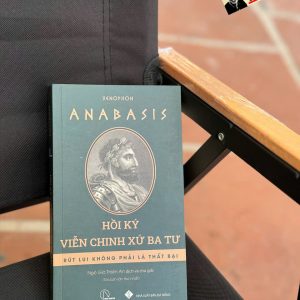 XENOPHON
ANABASIS
HỒI KÝ
VIỄN CHINH XỨ BA TƯ
RÚT LUI KHÔNG PHẢI LÀ THẤT BẠI